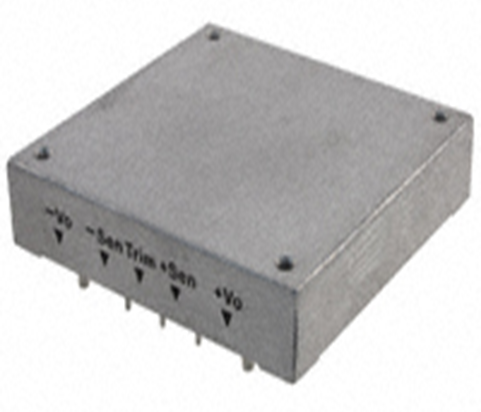 −Vo −Sen Trim +Sen +Vo